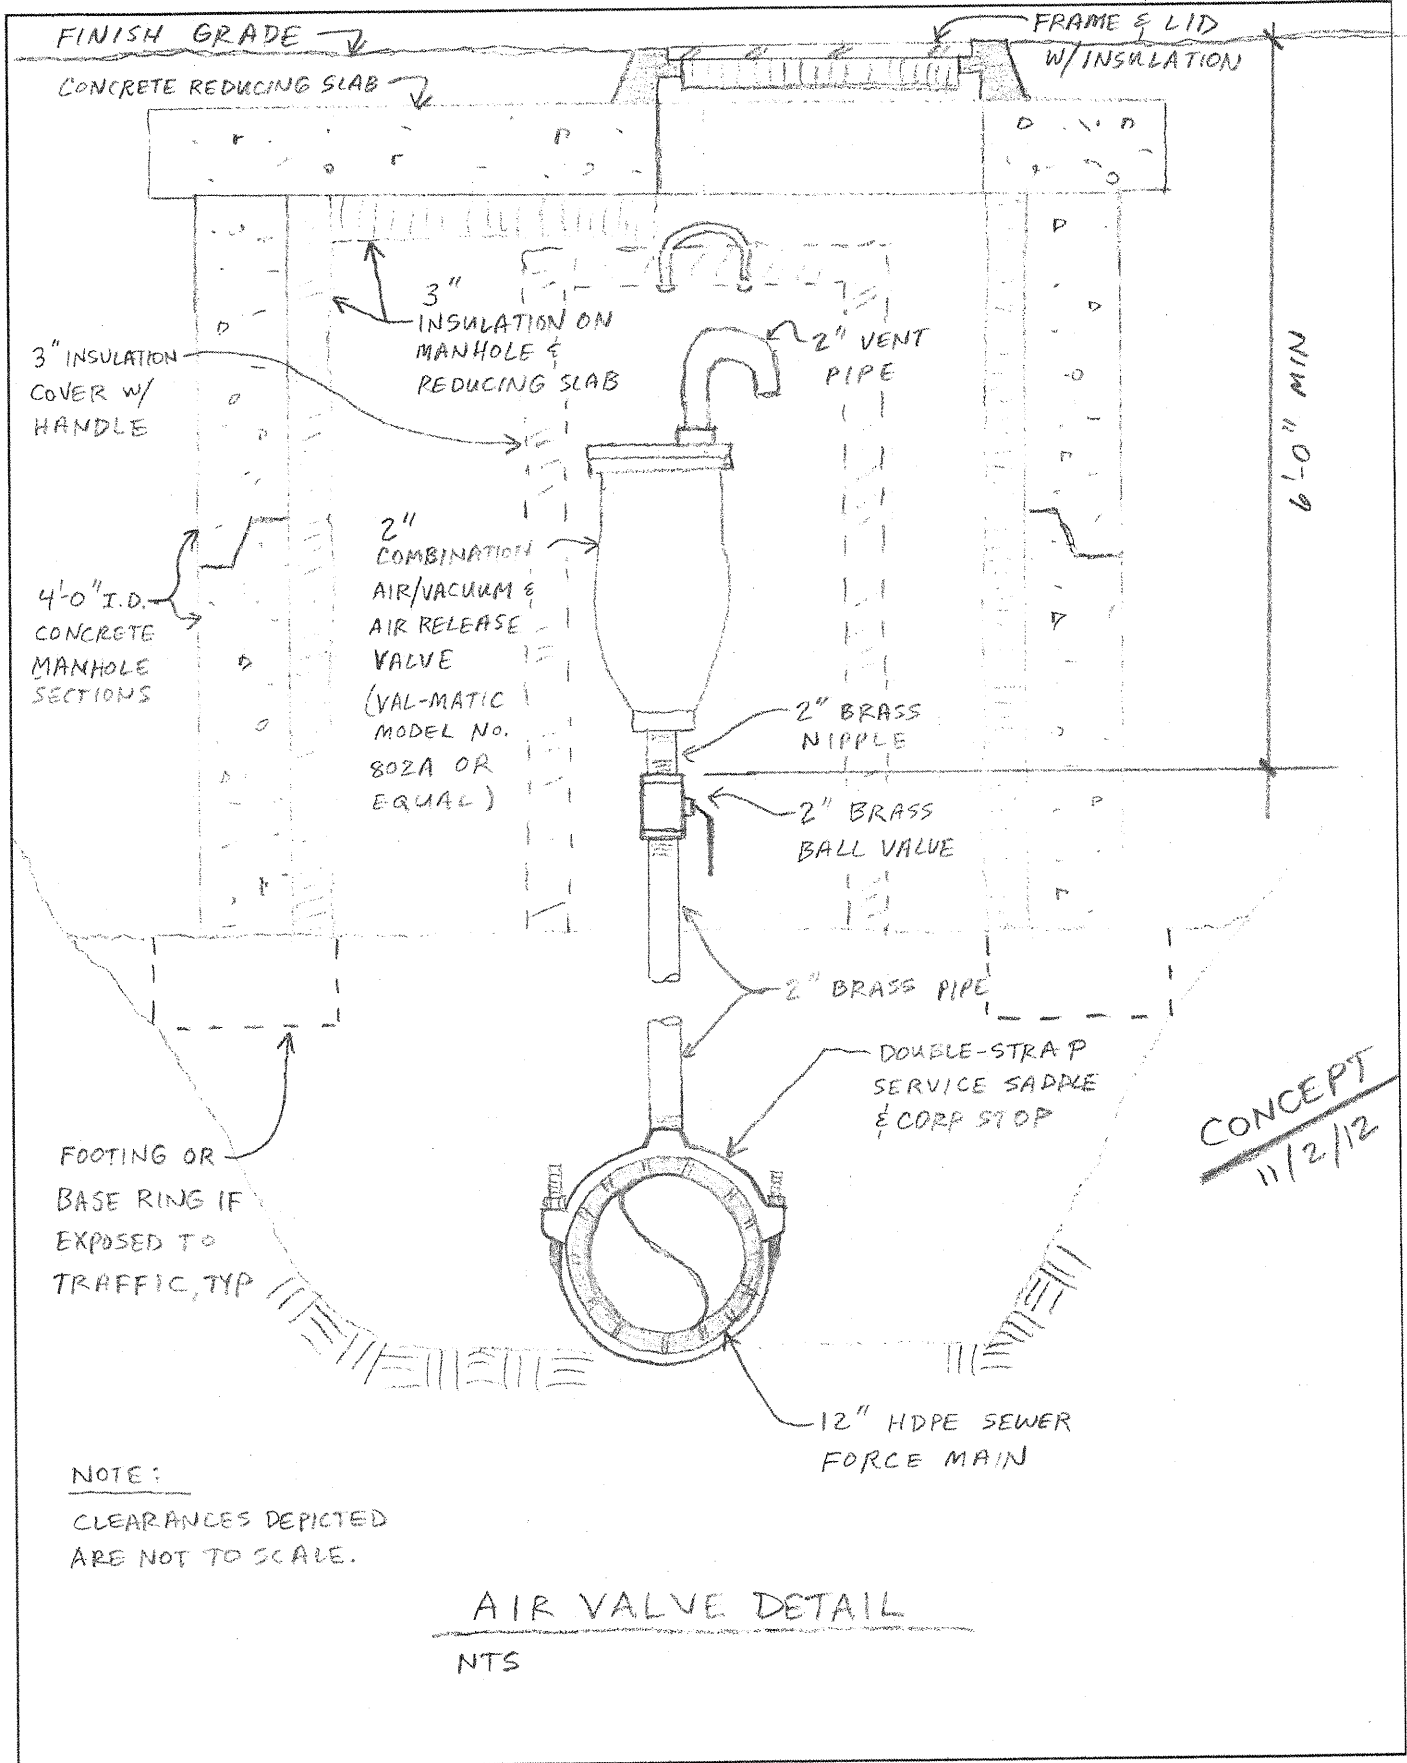 FINISH GRADE
CONCRETE REDUCING SLAB
FRAME & LID
W/INSULATION
3"
INSULATION ON
MANHOLE &
REDUCING SLAB
3" INSULATION
COVER W/
HANDLE
2" VENT
PIPE
6'-0" MIN
2"
COMBINATION
AIR/VACUUM &
AIR RELEASE
VALVE
(VAL-MATIC
MODEL NO.
802A OR
EQUAL)
4'-0" I.D.
CONCRETE
MANHOLE
SECTIONS
2" BRASS
NIPPLE
2" BRASS
BALL VALVE
2" BRASS PIPE
DOUBLE-STRAP
SERVICE SADDLE
& CORP STOP
CONCEPT
11/2/12
FOOTING OR
BASE RING IF
EXPOSED TO
TRAFFIC, TYP
12" HDPE SEWER
FORCE MAIN
NOTE:
CLEARANCES DEPICTED
ARE NOT TO SCALE.
AIR VALVE DETAIL
NTS